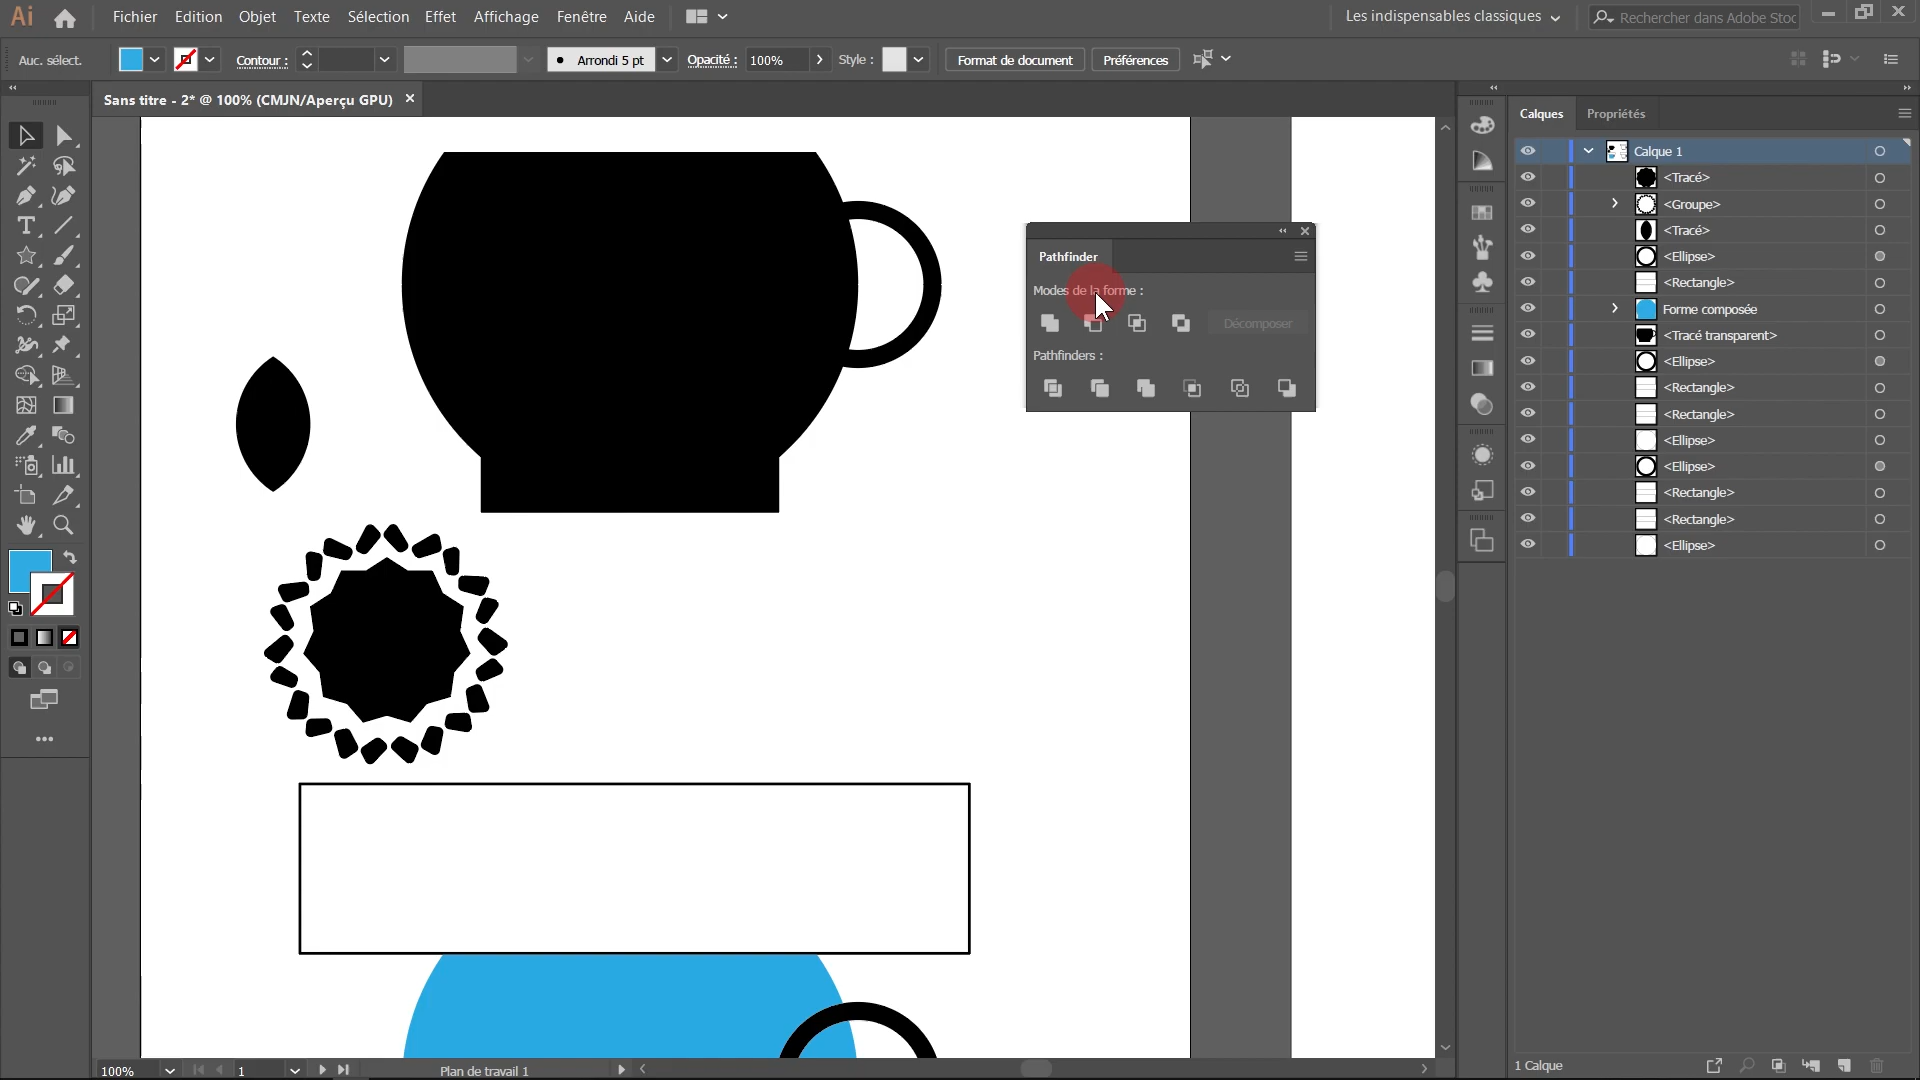 Ai Fichier Edition Objet Texte Sélection Effet Affichage Fenêtre Aide Les indispensables classiques Rechercher dans Adobe Stoc
Auc. sélect. Contour : Arrondi 5 pt Opacité : 100% Style : Format de document Préférences
Sans titre - 2* @ 100% (CMJN/Aperçu GPU)
Calques Propriétés
Calque 1
<Tracé>
<Groupe>
<Tracé>
<Ellipse>
<Rectangle>
Forme composée
<Tracé transparent>
<Ellipse>
<Rectangle>
<Rectangle>
<Ellipse>
<Ellipse>
<Rectangle>
<Rectangle>
<Ellipse>
Pathfinder
Modes de la forme :
Décomposer
Pathfinders :
100% 1 Plan de travail 1
1 Calque